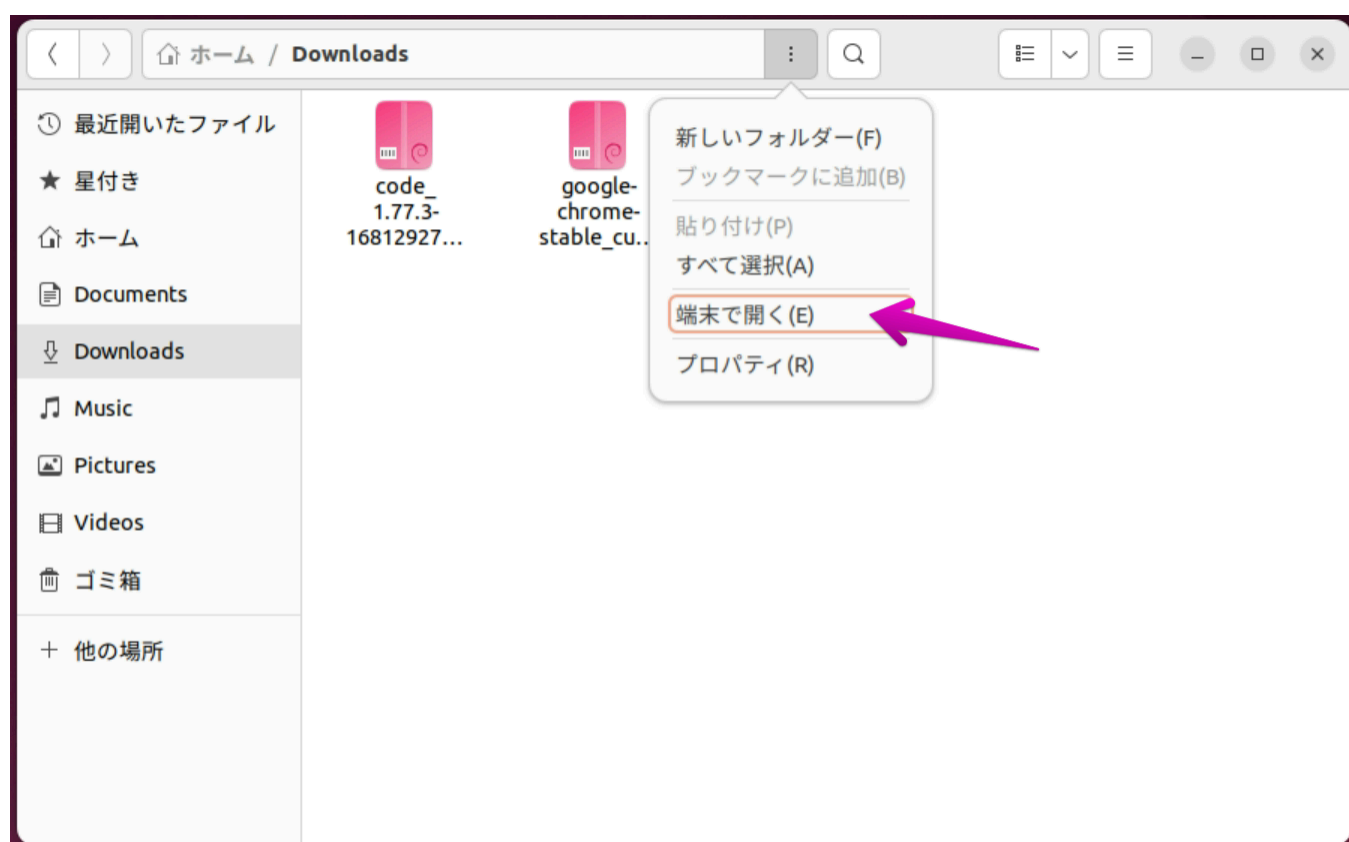 ホーム / Downloads
最近開いたファイル
星付き
ホーム
Documents
Downloads
Music
Pictures
Videos
ゴミ箱
他の場所
code_
1.77.3-
16812927...
google-
chrome-
stable_cu...
新しいフォルダー(F)
ブックマークに追加(B)
貼り付け(P)
すべて選択(A)
端末で開く(E)
プロパティ(R)